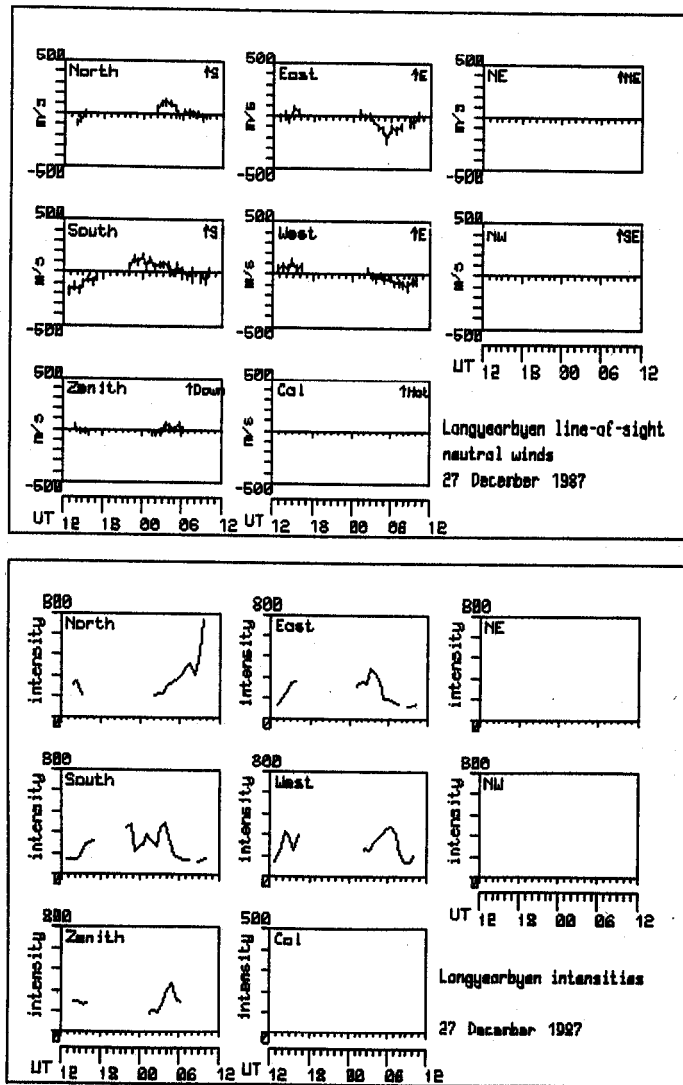 500 500 500
North ↑S East ↑E NE ↑NE
m/s m/s m/s
-500 -500 -500
500 500 500
South ↑S West ↑E NW ↑SE
m/s m/s m/s
-500 -500 -500
UT 12 18 00 06 12
500 500
Zenith ↑Down Cal ↑Hot
m/s m/s
-500 -500
UT 12 18 00 06 12 UT 12 18 00 06 12
Longyearbyen line-of-sight
neutral winds
27 December 1987
800 800 800
North East NE
intensity intensity intensity
0 0 0
800 800 800
South West NW
intensity intensity intensity
0 0 0
UT 12 18 00 06 12
800 500
Zenith Cal
intensity intensity
0 0
UT 12 18 00 06 12 UT 12 18 00 06 12
Longyearbyen intensities
27 December 1987